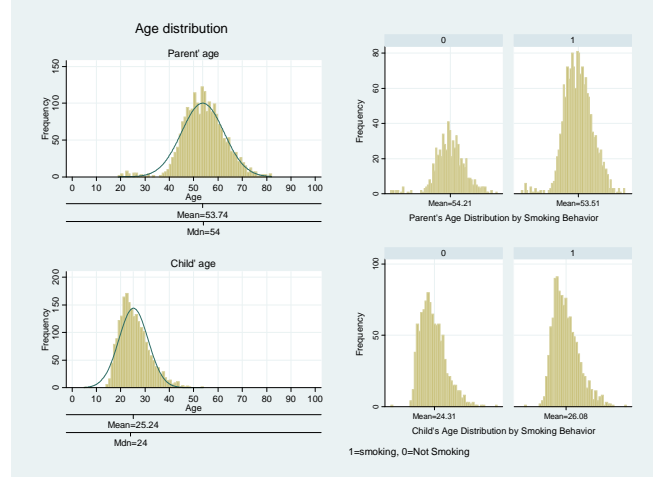 Age distribution
Parent' age
Frequency
0 50 100 150
0 10 20 30 40 50 60 70 80 90 100
Age
Mean=53.74
Mdn=54
Child' age
Frequency
0 50 100 150 200
0 10 20 30 40 50 60 70 80 90 100
Age
Mean=25.24
Mdn=24
0 1
Frequency
0 20 40 60 80
Mean=54.21 Mean=53.51
Parent's Age Distribution by Smoking Behavior
0 1
Frequency
0 50 100
Mean=24.31 Mean=26.08
Child's Age Distribution by Smoking Behavior
1=smoking, 0=Not Smoking